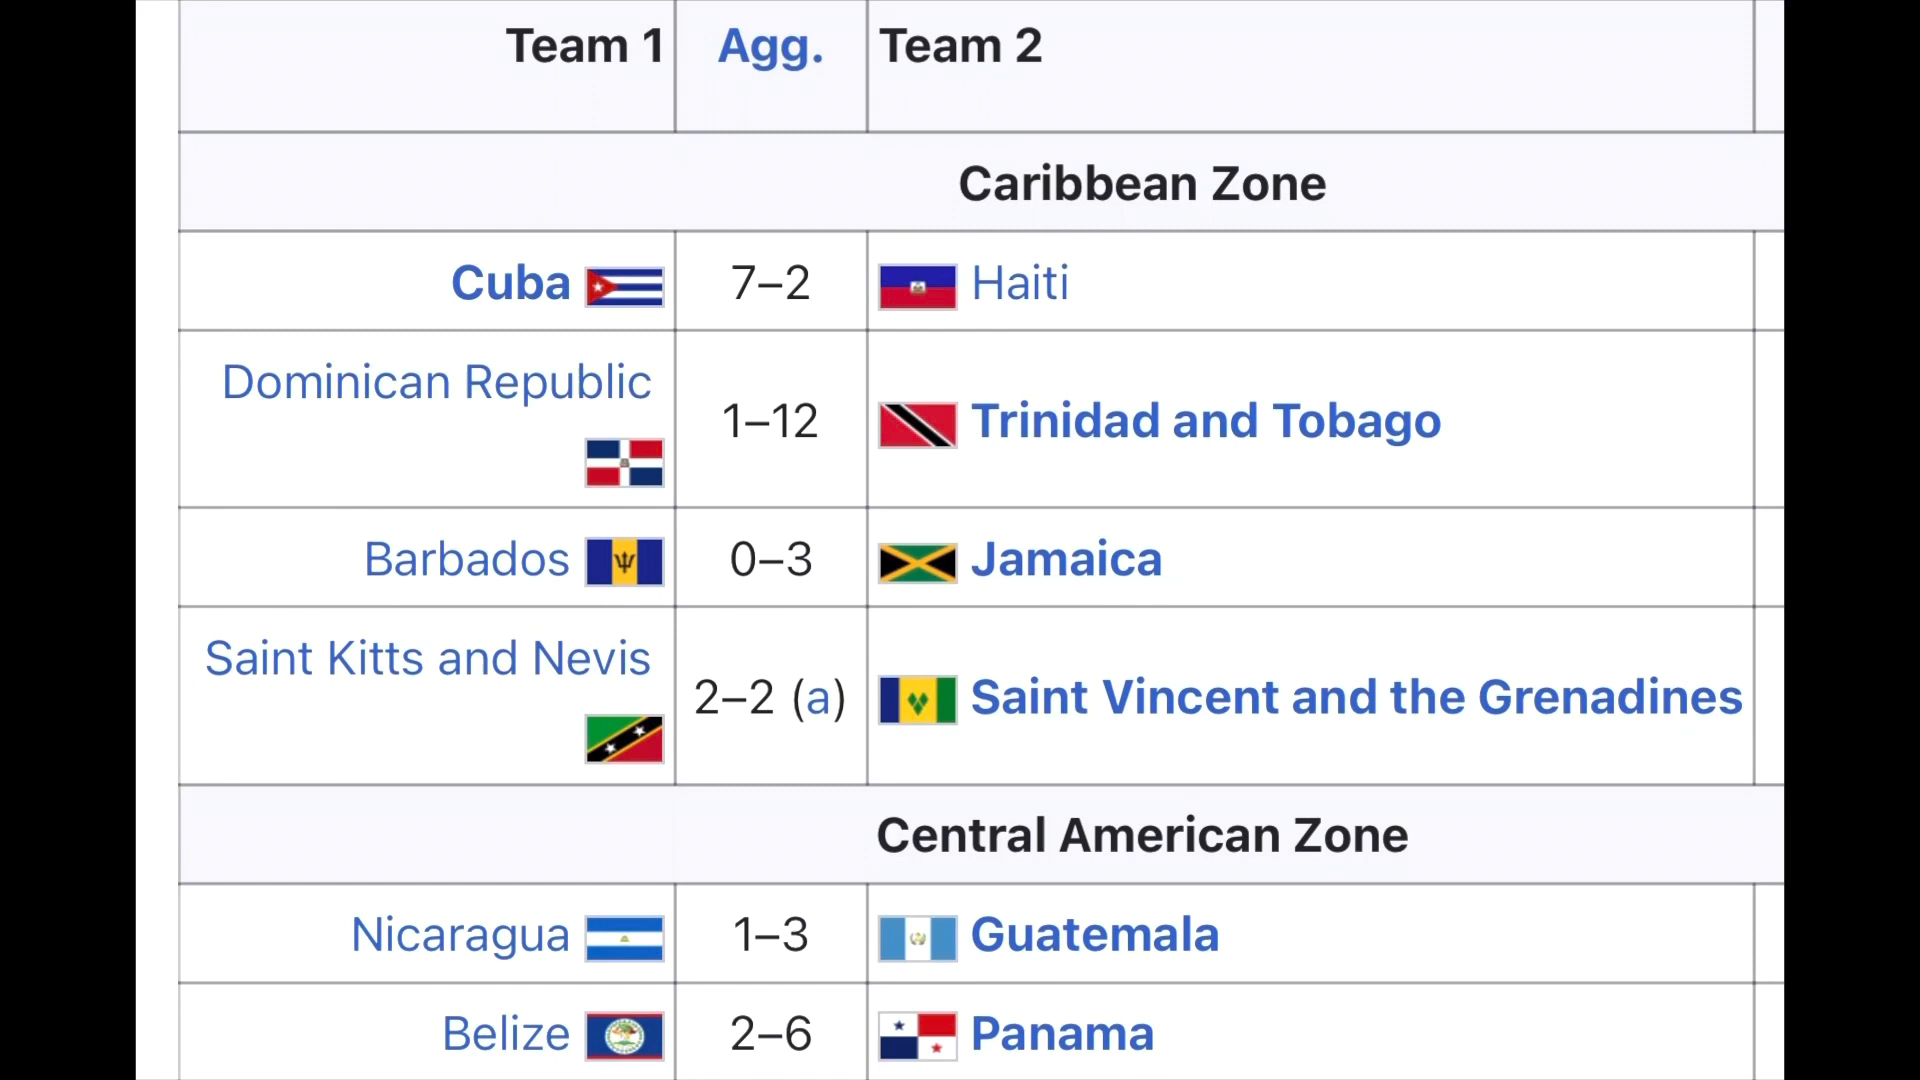 Team 1 Agg. Team 2
Caribbean Zone
Cuba 7–2 Haiti
Dominican Republic 1–12 Trinidad and Tobago
Barbados 0–3 Jamaica
Saint Kitts and Nevis 2–2 (a) Saint Vincent and the Grenadines
Central American Zone
Nicaragua 1–3 Guatemala
Belize 2–6 Panama